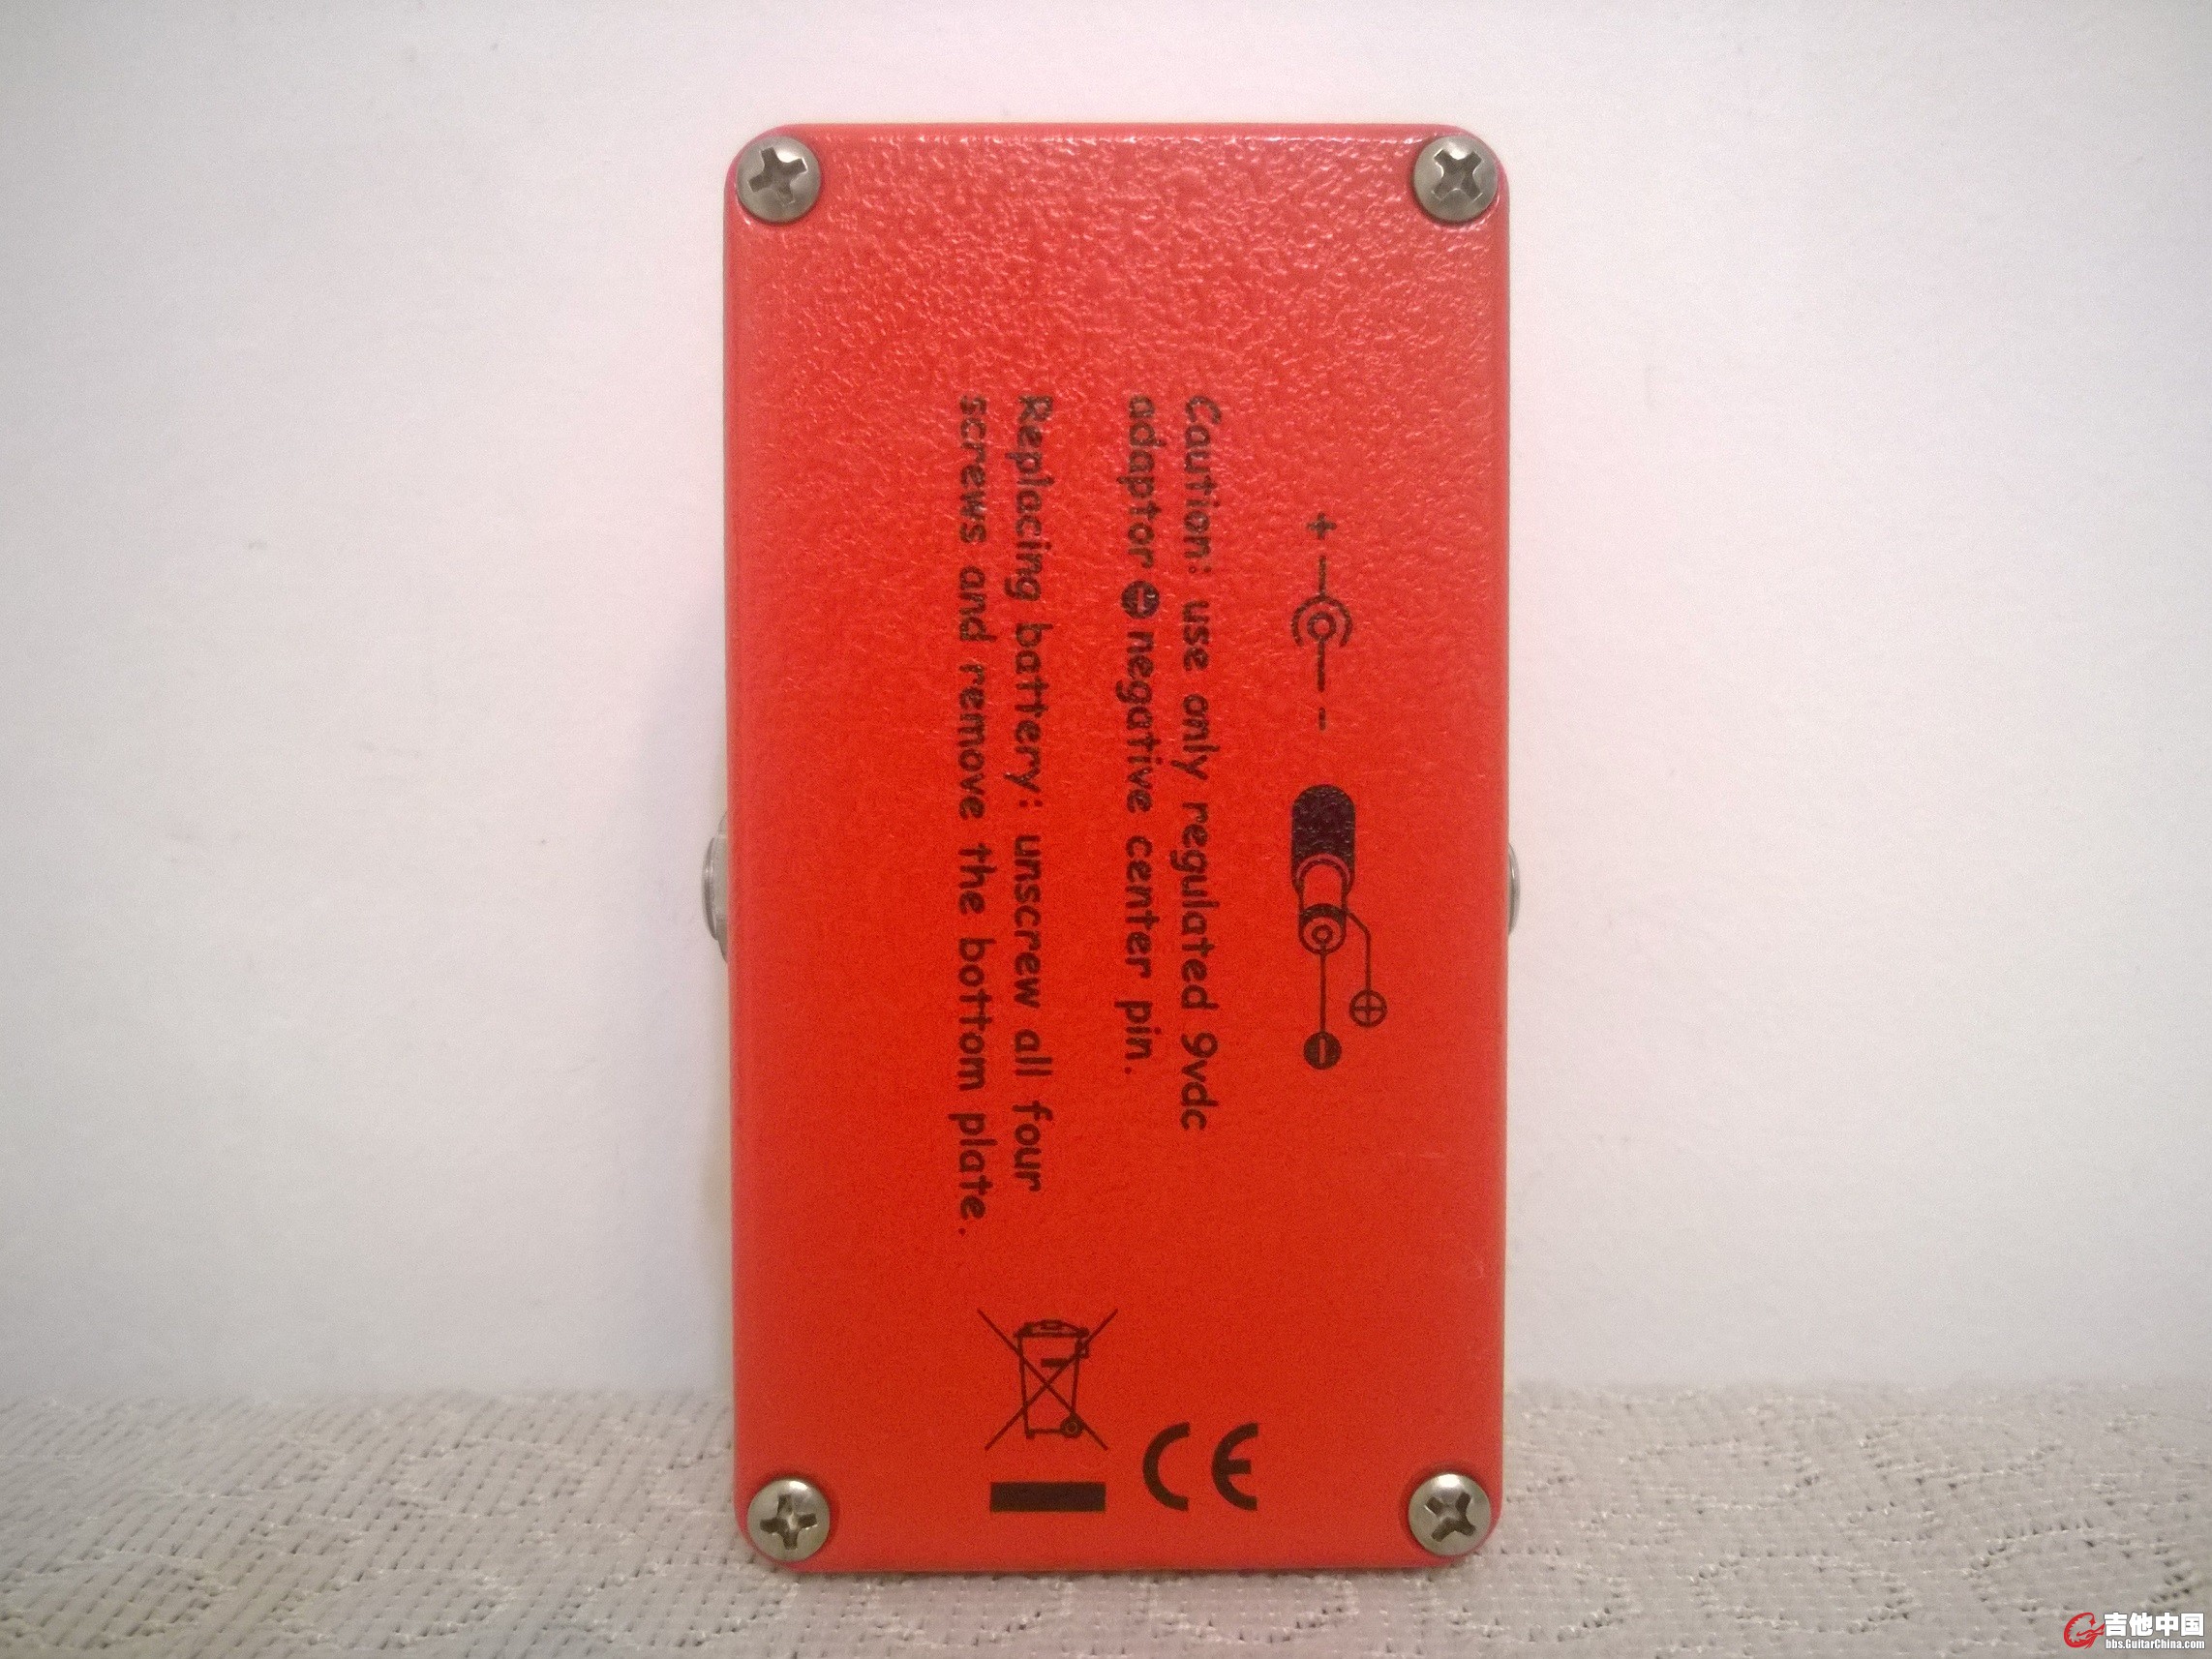 + -
+
-
Caution: use only regulated 9vdc
adaptor - negative center pin.
Replacing battery: unscrew all four
screws and remove the bottom plate.
CE
吉他中国
bbs.GuitarChina.com